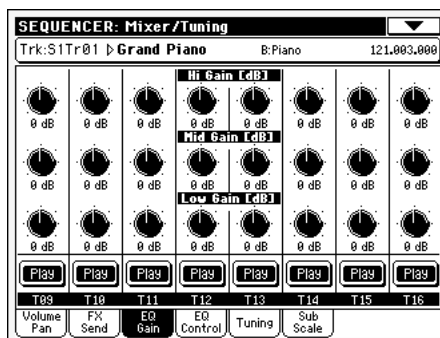 SEQUENCER: Mixer/Tuning
Trk:S1Tr01 Grand Piano B:Piano 121.003.000
Hi Gain [dB]
0 dB 0 dB 0 dB 0 dB 0 dB 0 dB 0 dB 0 dB
Mid Gain [dB]
0 dB 0 dB 0 dB 0 dB 0 dB 0 dB 0 dB 0 dB
Low Gain [dB]
0 dB 0 dB 0 dB 0 dB 0 dB 0 dB 0 dB 0 dB
Play Play Play Play Play Play Play Play
T09 T10 T11 T12 T13 T14 T15 T16
Volume Pan FX Send EQ Gain EQ Control Tuning Sub Scale